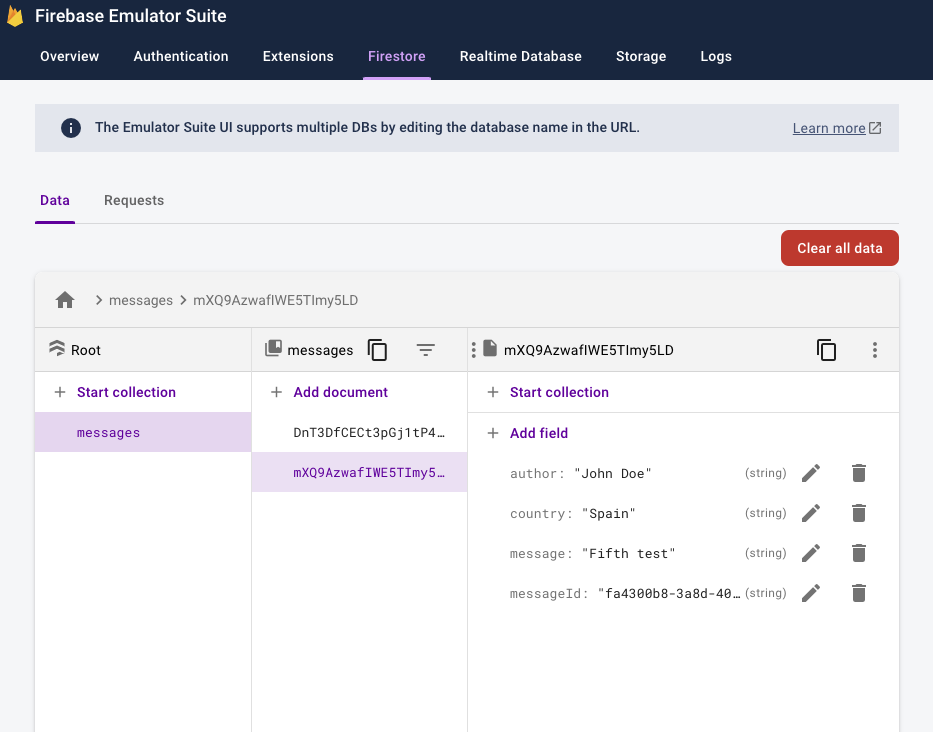 Firebase Emulator Suite
Overview Authentication Extensions Firestore Realtime Database Storage Logs
The Emulator Suite UI supports multiple DBs by editing the database name in the URL. Learn more
Data Requests
Clear all data
messages mXQ9AzwafIWE5TImy5LD
Root messages mXQ9AzwafIWE5TImy5LD
Start collection Add document Start collection
messages DnT3DfCECt3pGj1tP4… Add field
mXQ9AzwafIWE5TImy5… author: "John Doe" (string)
country: "Spain" (string)
message: "Fifth test" (string)
messageId: "fa4300b8-3a8d-40… (string)